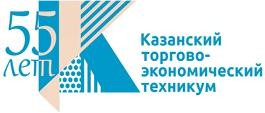 55
лет
Казанский
торгово-
экономический
техникум